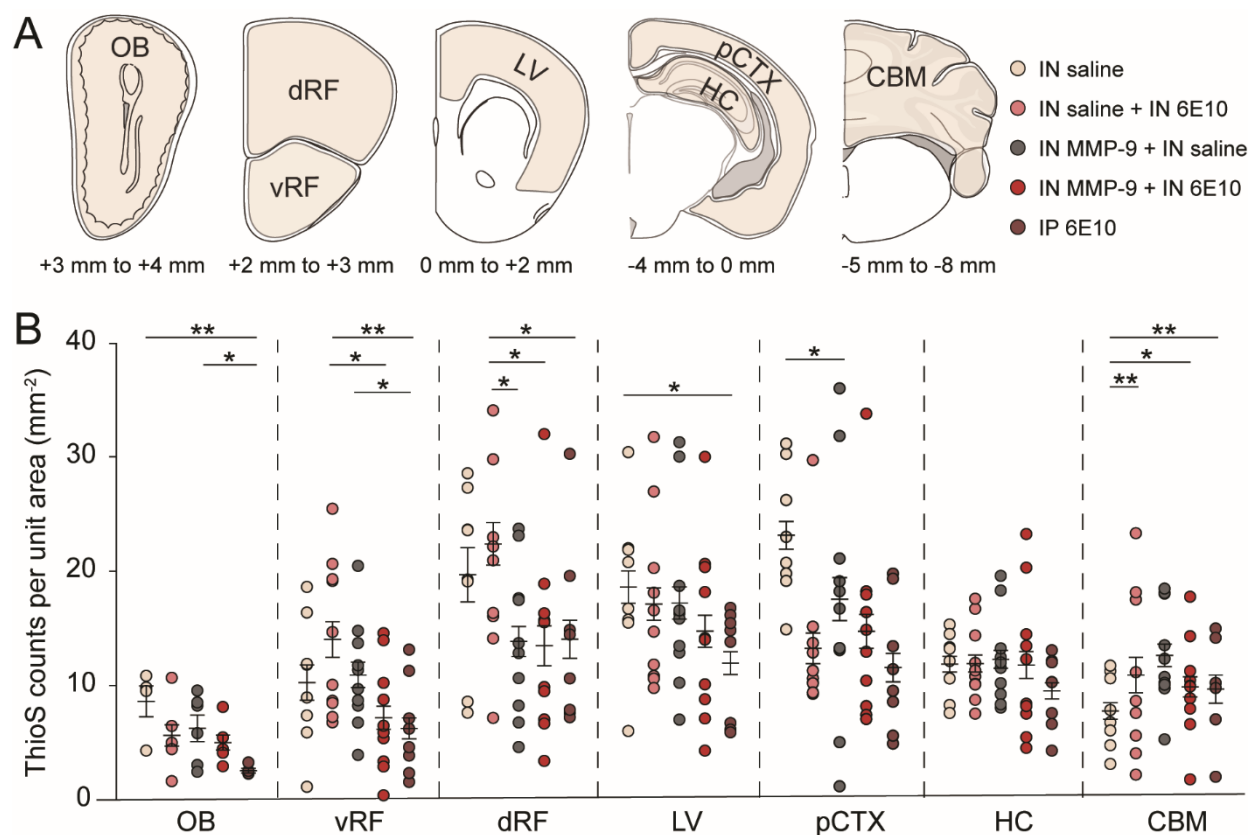 A
OB
dRF
vRF
LV
pCTX
HC
CBM
IN saline
IN saline + IN 6E10
IN MMP-9 + IN saline
IN MMP-9 + IN 6E10
IP 6E10
+3 mm to +4 mm
+2 mm to +3 mm
0 mm to +2 mm
-4 mm to 0 mm
-5 mm to -8 mm
B
ThioS counts per unit area (mm⁻²)
40
30
20
10
0
** 
*
**
*
*
*
*
*
*
*
**
*
**
OB vRF dRF LV pCTX HC CBM